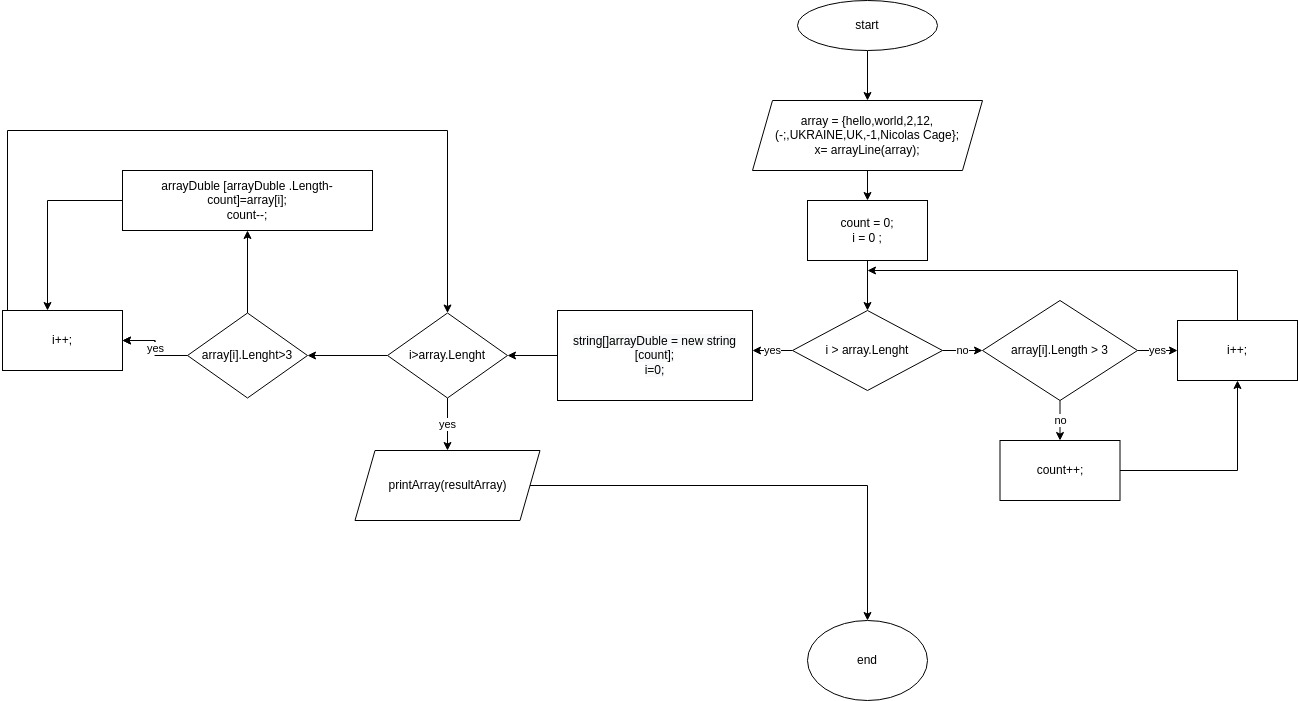 start
array = {hello,world,2,12,
(-;,UKRAINE,UK,-1,Nicolas Cage};
x= arrayLine(array);
count = 0;
i = 0 ;
i > array.Lenght
no
array[i].Length > 3
yes
i++;
no
count++;
yes
string[]arrayDuble = new string
[count];
i=0;
i>array.Lenght
array[i].Lenght>3
arrayDuble [arrayDuble .Length-
count]=array[i];
count--;
yes
i++;
yes
printArray(resultArray)
end